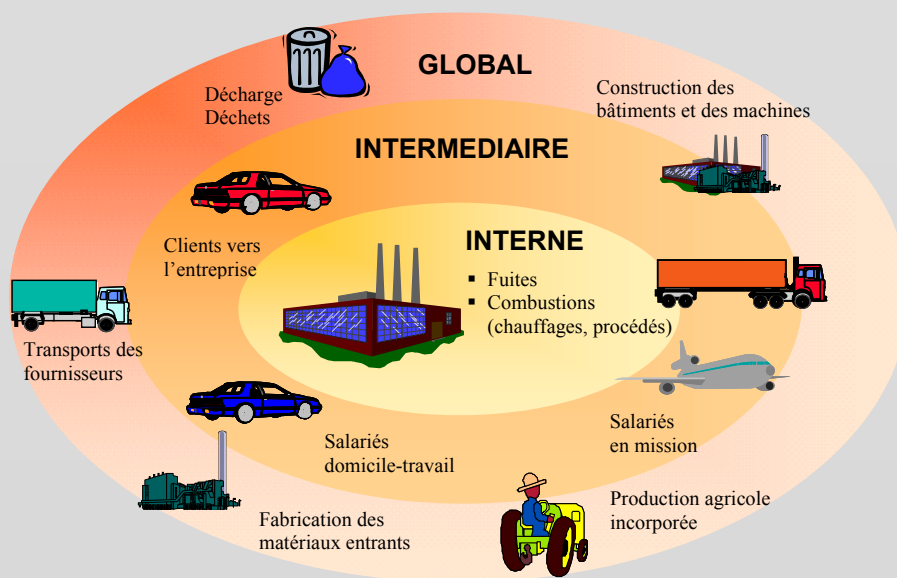 GLOBAL
Décharge
Déchets
Construction des
bâtiments et des machines
INTERMEDIAIRE
Clients vers
l’entreprise
INTERNE
▪ Fuites
▪ Combustions
(chauffages, procédés)
Transports des
fournisseurs
Salariés
domicile-travail
Salariés
en mission
Fabrication des
matériaux entrants
Production agricole
incorporée